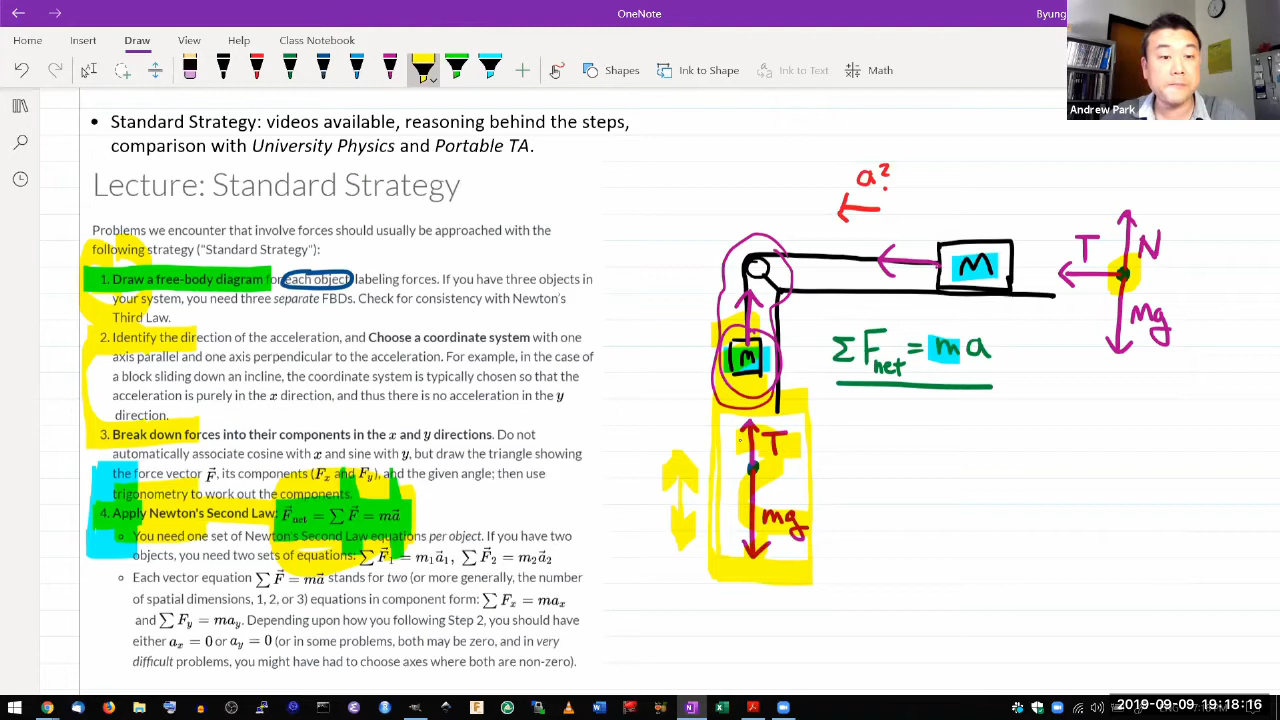 OneNote
Byung
Home Insert Draw View Help Class Notebook
Shapes Ink to Shape Ink to Text Math
Andrew Park
• Standard Strategy: videos available, reasoning behind the steps,
comparison with University Physics and Portable TA.
Lecture: Standard Strategy
Problems we encounter that involve forces should usually be approached with the
following strategy ("Standard Strategy"):
1. Draw a free-body diagram for each object labeling forces. If you have three objects in
your system, you need three separate FBDs. Check for consistency with Newton's
Third Law.
2. Identify the direction of the acceleration, and Choose a coordinate system with one
axis parallel and one axis perpendicular to the acceleration. For example, in the case of
a block sliding down an incline, the coordinate system is typically chosen so that the
acceleration is purely in the x direction, and thus there is no acceleration in the y
direction.
3. Break down forces into their components in the x and y directions. Do not
automatically associate cosine with x and sine with y, but draw the triangle showing
the force vector F⃗, its components (Fₓ and F_y), and the given angle; then use
trigonometry to work out the components.
4. Apply Newton's Second Law: F⃗_net = ∑ F⃗ = ma⃗
◦ You need one set of Newton's Second Law equations per object. If you have two
objects, you need two sets of equations: ∑ F⃗₁ = m₁a⃗₁, ∑ F⃗₂ = m₂a⃗₂
◦ Each vector equation ∑ F⃗ = ma⃗ stands for two (or more generally, the number
of spatial dimensions, 1, 2, or 3) equations in component form: ∑ Fₓ = maₓ
and ∑ F_y = ma_y. Depending upon how you following Step 2, you should have
either aₓ = 0 or a_y = 0 (or in some problems, both may be zero, and in very
difficult problems, you might have had to choose axes where both are non-zero).
a?
M
T N
Mg
m
ΣF_net = ma
T
mg
2019-09-09 19:18:16